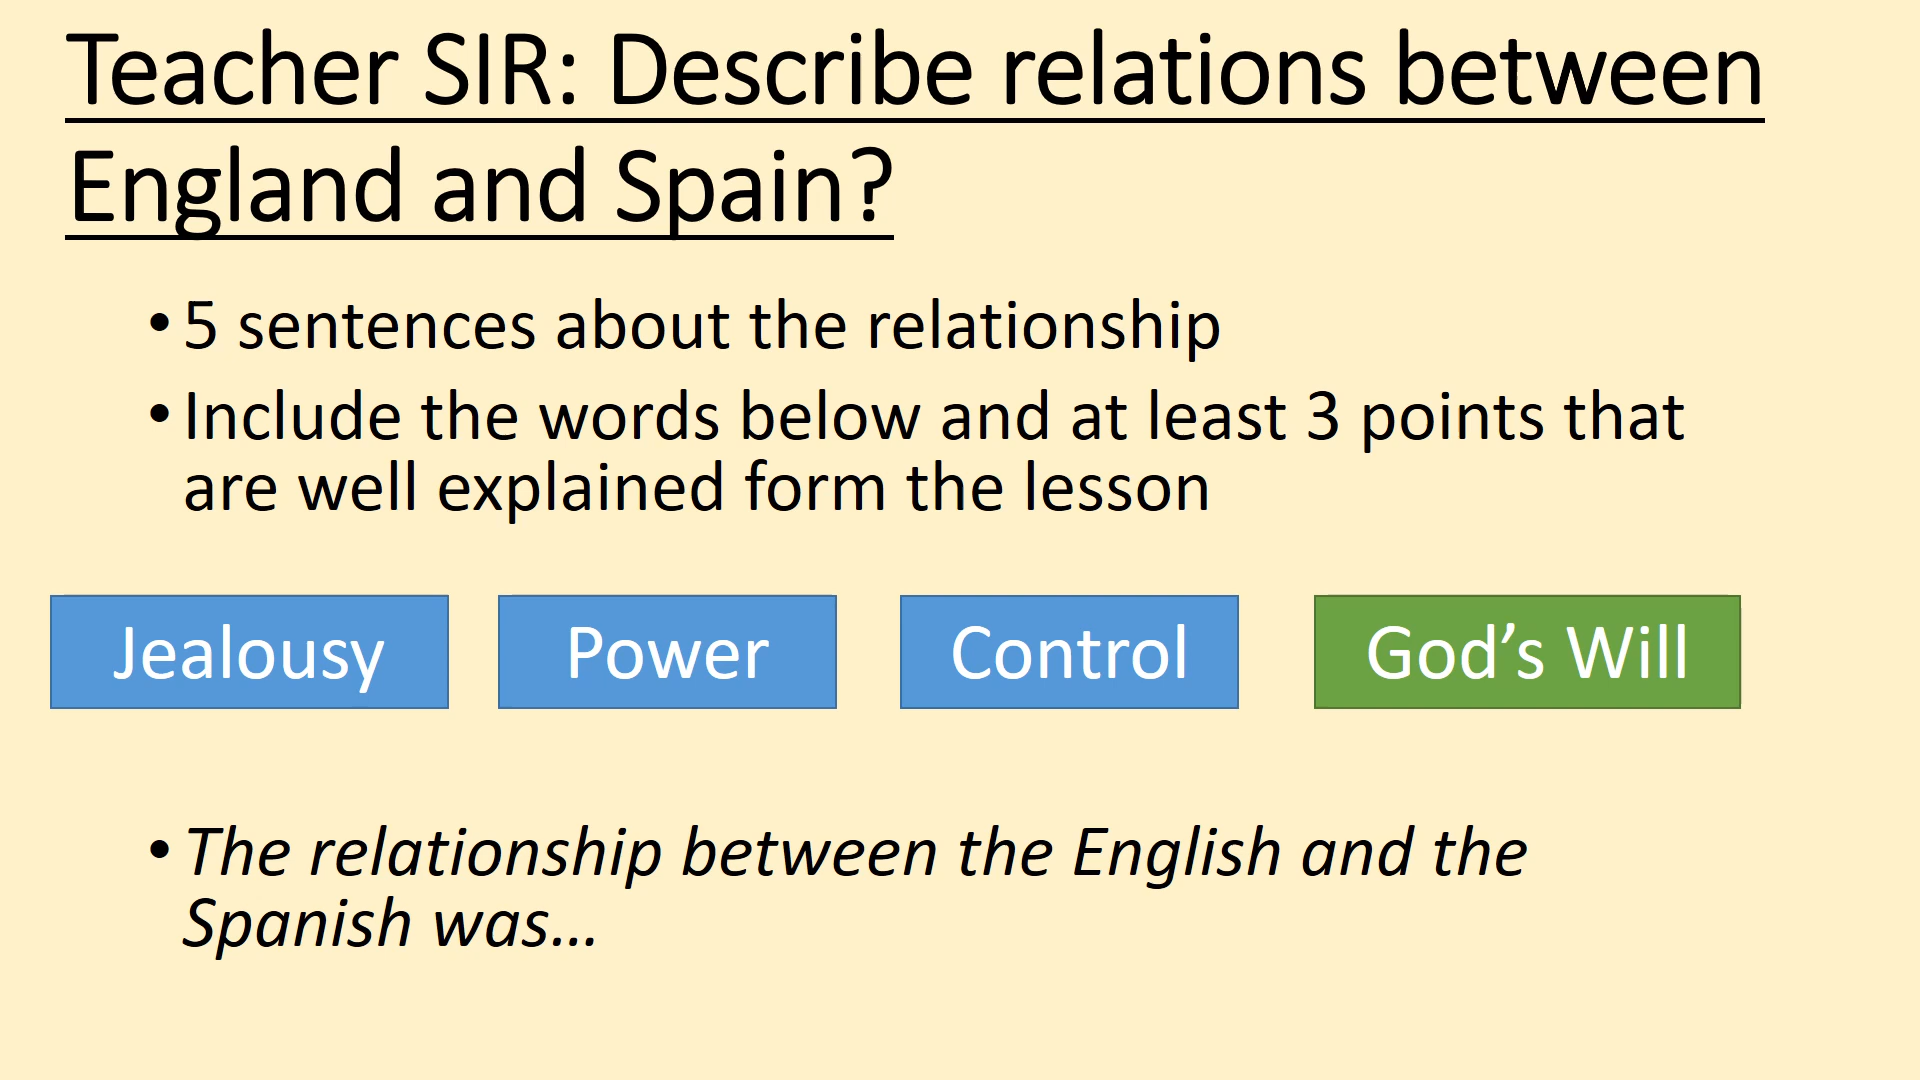 Teacher SIR: Describe relations between
England and Spain?
• 5 sentences about the relationship
• Include the words below and at least 3 points that
are well explained form the lesson
Jealousy
Power
Control
God’s Will
• The relationship between the English and the
Spanish was…